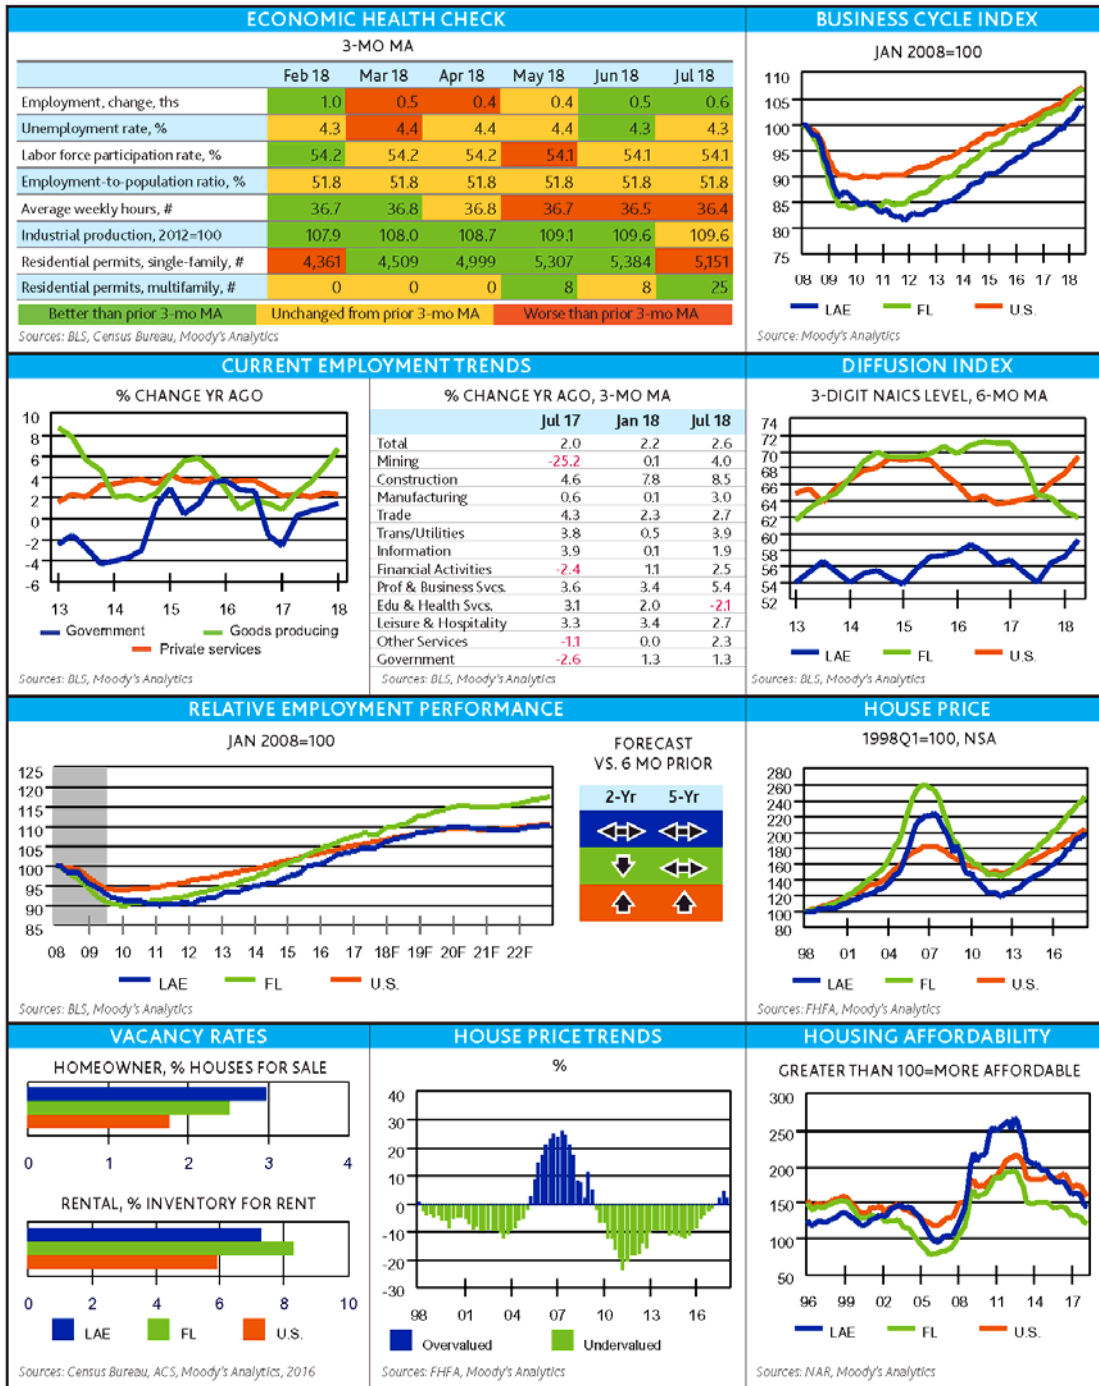 ECONOMIC HEALTH CHECK
3-MO MA
Feb 18 Mar 18 Apr 18 May 18 Jun 18 Jul 18
Employment, change, ths 1.0 0.5 0.4 0.4 0.5 0.6
Unemployment rate, % 4.3 4.4 4.4 4.4 4.3 4.3
Labor force participation rate, % 54.2 54.2 54.2 54.1 54.1 54.1
Employment-to-population ratio, % 51.8 51.8 51.8 51.8 51.8 51.8
Average weekly hours, # 36.7 36.8 36.8 36.7 36.5 36.4
Industrial production, 2012=100 107.9 108.0 108.7 109.1 109.6 109.6
Residential permits, single-family, # 4,361 4,509 4,999 5,307 5,384 5,151
Residential permits, multifamily, # 0 0 0 8 8 25
Better than prior 3-mo MA Unchanged from prior 3-mo MA Worse than prior 3-mo MA
Sources: BLS, Census Bureau, Moody's Analytics
BUSINESS CYCLE INDEX
JAN 2008=100
110
105
100
95
90
85
80
75
08 09 10 11 12 13 14 15 16 17 18
LAE FL U.S.
Source: Moody's Analytics
CURRENT EMPLOYMENT TRENDS
% CHANGE YR AGO
10
8
6
4
2
0
-2
-4
-6
13 14 15 16 17 18
Government Goods producing
Private services
Sources: BLS, Moody's Analytics
% CHANGE YR AGO, 3-MO MA
Jul 17 Jan 18 Jul 18
Total 2.0 2.2 2.6
Mining -25.2 0.1 4.0
Construction 4.6 7.8 8.5
Manufacturing 0.6 0.1 3.0
Trade 4.3 2.3 2.7
Trans/Utilities 3.8 0.5 3.9
Information 3.9 0.1 1.9
Financial Activities -2.4 1.1 2.5
Prof & Business Svcs. 3.6 3.4 5.4
Edu & Health Svcs. 3.1 2.0 -2.1
Leisure & Hospitality 3.3 3.4 2.7
Other Services -1.1 0.0 2.3
Government -2.6 1.3 1.3
Sources: BLS, Moody's Analytics
DIFFUSION INDEX
3-DIGIT NAICS LEVEL, 6-MO MA
74
72
70
68
66
64
62
60
58
56
54
52
13 14 15 16 17 18
LAE FL U.S.
Sources: BLS, Moody's Analytics
RELATIVE EMPLOYMENT PERFORMANCE
JAN 2008=100
125
115
110
105
100
95
90
85
08 09 10 11 12 13 14 15 16 17 18F 19F 20F 21F 22F
LAE FL U.S.
Sources: BLS, Moody's Analytics
FORECAST
VS. 6 MO PRIOR
2-Yr 5-Yr
HOUSE PRICE
1998Q1=100, NSA
280
260
240
220
200
180
160
140
120
100
80
98 01 04 07 10 13 16
LAE FL U.S.
Sources: FHFA, Moody's Analytics
VACANCY RATES
HOMEOWNER, % HOUSES FOR SALE
0 1 2 3 4
RENTAL, % INVENTORY FOR RENT
0 2 4 6 8 10
LAE FL U.S.
Sources: Census Bureau, ACS, Moody's Analytics, 2016
HOUSE PRICE TRENDS
%
40
30
20
10
0
-10
-20
-30
98 01 04 07 10 13 16
Overvalued Undervalued
Sources: FHFA, Moody's Analytics
HOUSING AFFORDABILITY
GREATER THAN 100=MORE AFFORDABLE
300
250
200
150
100
50
96 99 02 05 08 11 14 17
LAE FL U.S.
Sources: NAR, Moody's Analytics